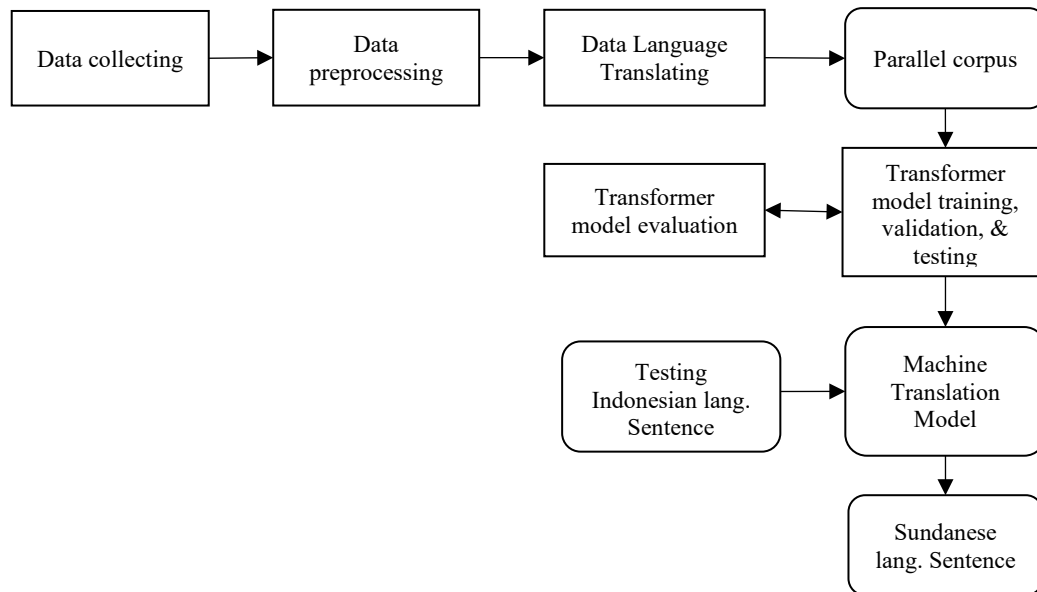 Data collecting
Data
preprocessing
Data Language
Translating
Parallel corpus
Transformer
model evaluation
Transformer
model training,
validation, &
testing
Testing
Indonesian lang.
Sentence
Machine
Translation
Model
Sundanese
lang. Sentence